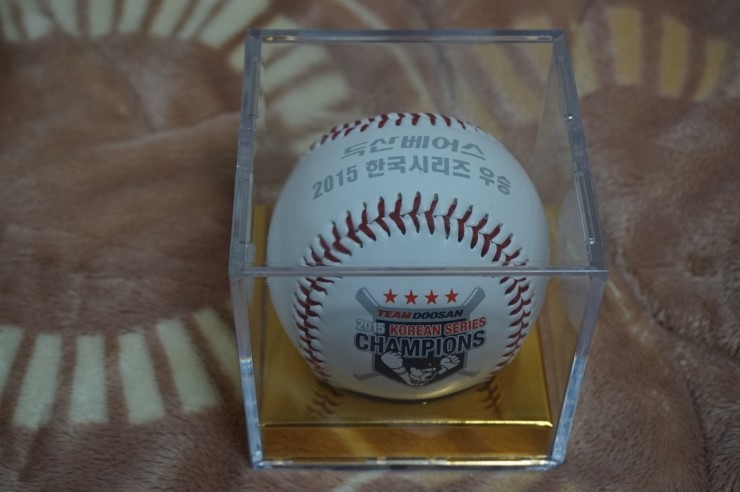 두산베어스
2015 한국시리즈 우승
TEAM DOOSAN
2015 KOREAN SERIES
CHAMPIONS